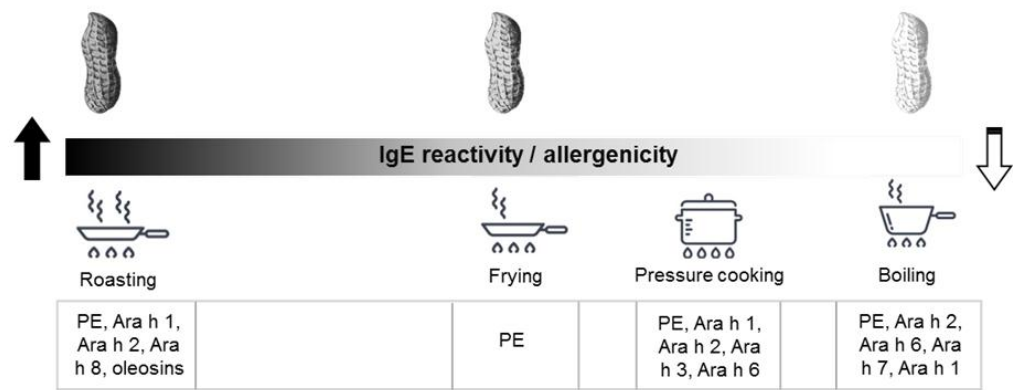 IgE reactivity / allergenicity
Roasting
Frying
Pressure cooking
Boiling
PE, Ara h 1,
Ara h 2, Ara
h 8, oleosins
PE
PE, Ara h 1,
Ara h 2, Ara
h 3, Ara h 6
PE, Ara h 2,
Ara h 6, Ara
h 7, Ara h 1